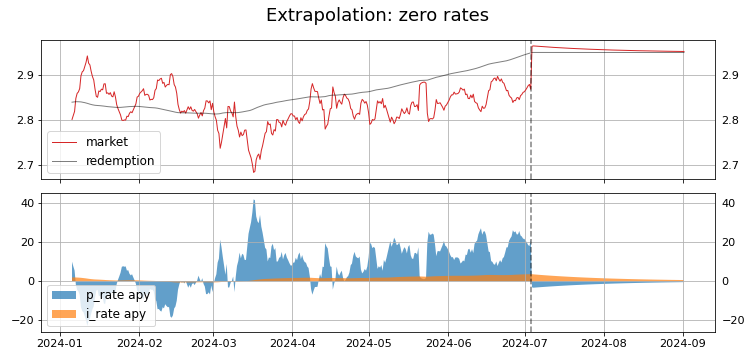 Extrapolation: zero rates
2.9 2.9
2.8 2.8
2.7 2.7
market
redemption
40 40
20 20
0 0
−20 −20
p_rate apy
i_rate apy
2024-01 2024-02 2024-03 2024-04 2024-05 2024-06 2024-07 2024-08 2024-09